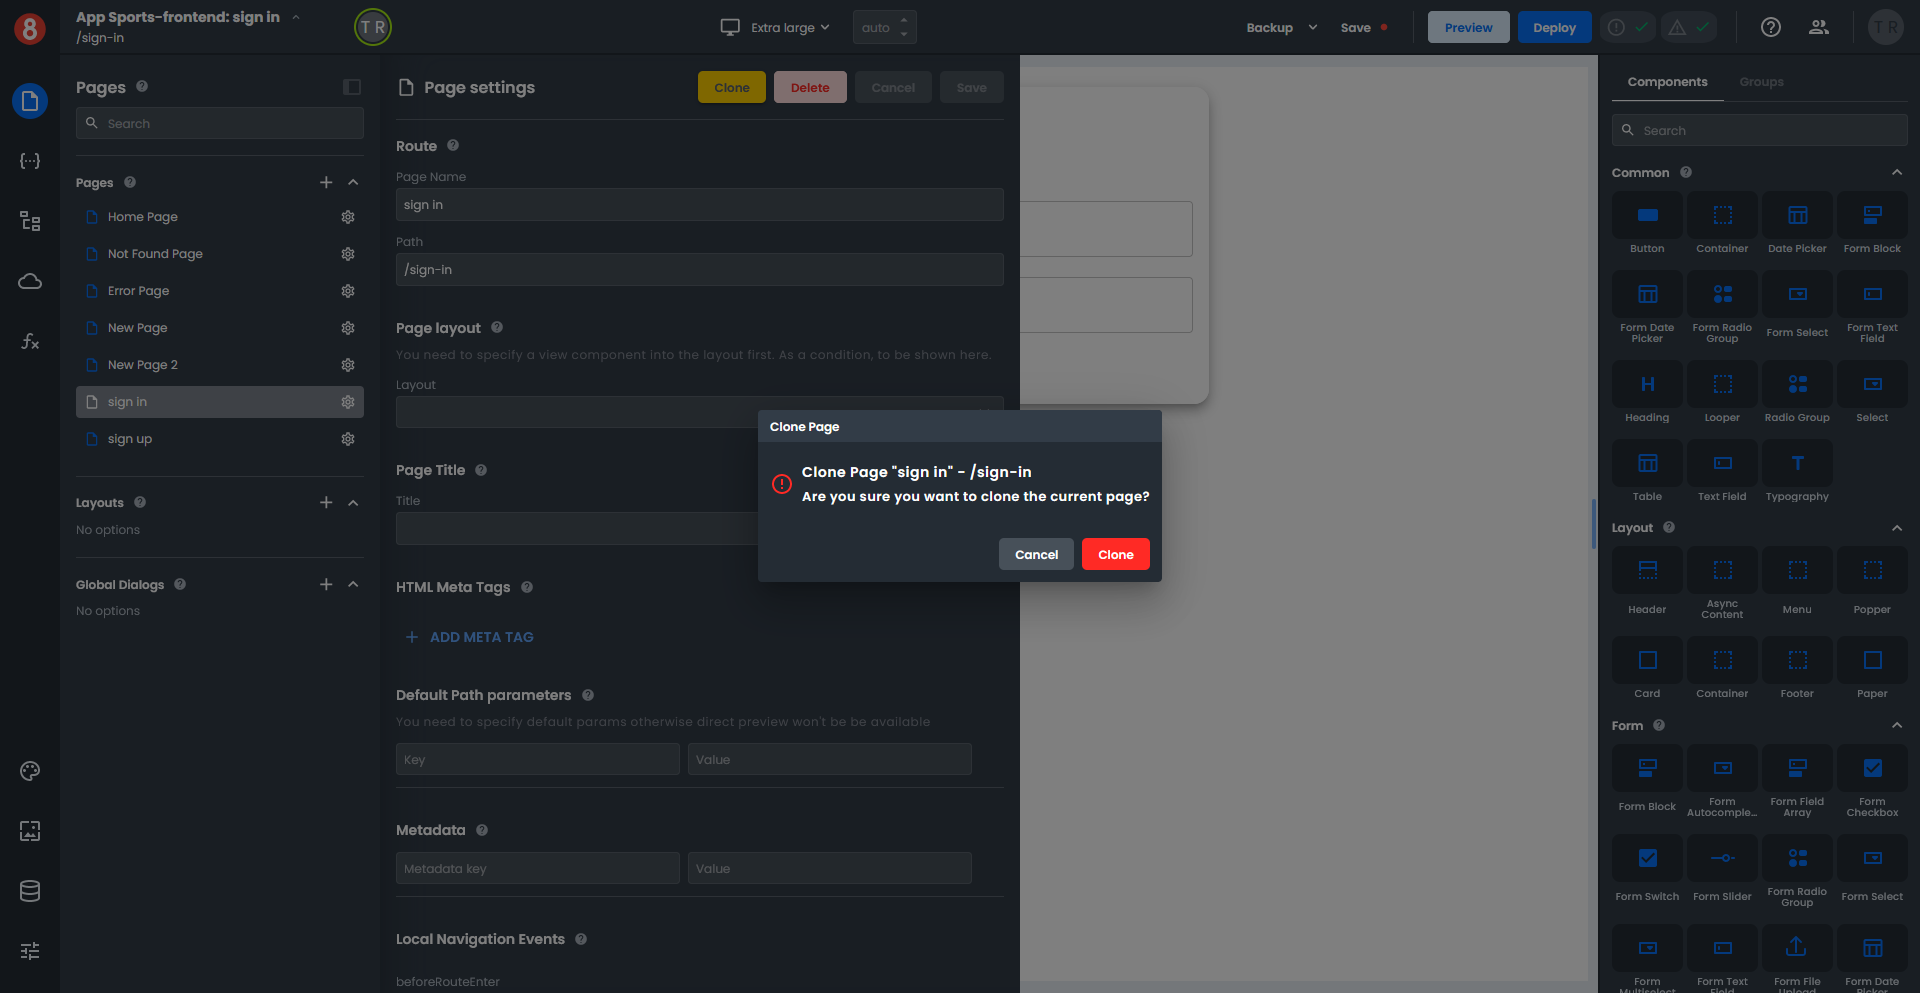 8
App Sports-frontend: sign in
/sign-in
T R
Extra large
auto
Backup
Save
Preview
Deploy
T R
Pages
Search
Pages
Home Page
Not Found Page
Error Page
New Page
New Page 2
sign in
sign up
Layouts
No options
Global Dialogs
No options
Page settings
Clone
Delete
Cancel
Save
Route
Page Name
sign in
Path
/sign-in
Page layout
You need to specify a view component into the layout first. As a condition, to be shown here.
Layout
Page Title
Title
HTML Meta Tags
ADD META TAG
Default Path parameters
You need to specify default params otherwise direct preview won't be be available
Key
Value
Metadata
Metadata key
Value
Local Navigation Events
beforeRouteEnter
Clone Page
Clone Page "sign in" - /sign-in
Are you sure you want to clone the current page?
Cancel
Clone
Components
Groups
Search
Common
Button
Container
Date Picker
Form Block
Form Date
Picker
Form Radio
Group
Form Select
Form Text
Field
Heading
Looper
Radio Group
Select
Table
Text Field
Typography
Layout
Header
Async
Content
Menu
Popper
Card
Container
Footer
Paper
Form
Form Block
Form
Autocomple...
Form Field
Array
Form
Checkbox
Form Switch
Form Slider
Form Radio
Group
Form Select
Form
Multiselect
Form Text
Field
Form File
Upload
Form Date
Picker